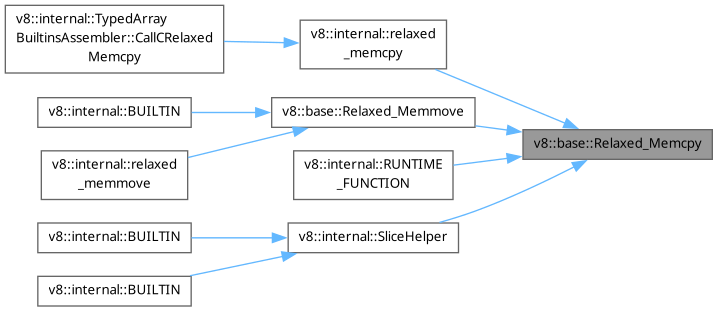 v8::internal::TypedArray
BuiltinsAssembler::CallCRelaxed
Memcpy
v8::internal::relaxed
_memcpy
v8::internal::BUILTIN
v8::base::Relaxed_Memmove
v8::base::Relaxed_Memcpy
v8::internal::relaxed
_memmove
v8::internal::RUNTIME
_FUNCTION
v8::internal::BUILTIN
v8::internal::SliceHelper
v8::internal::BUILTIN